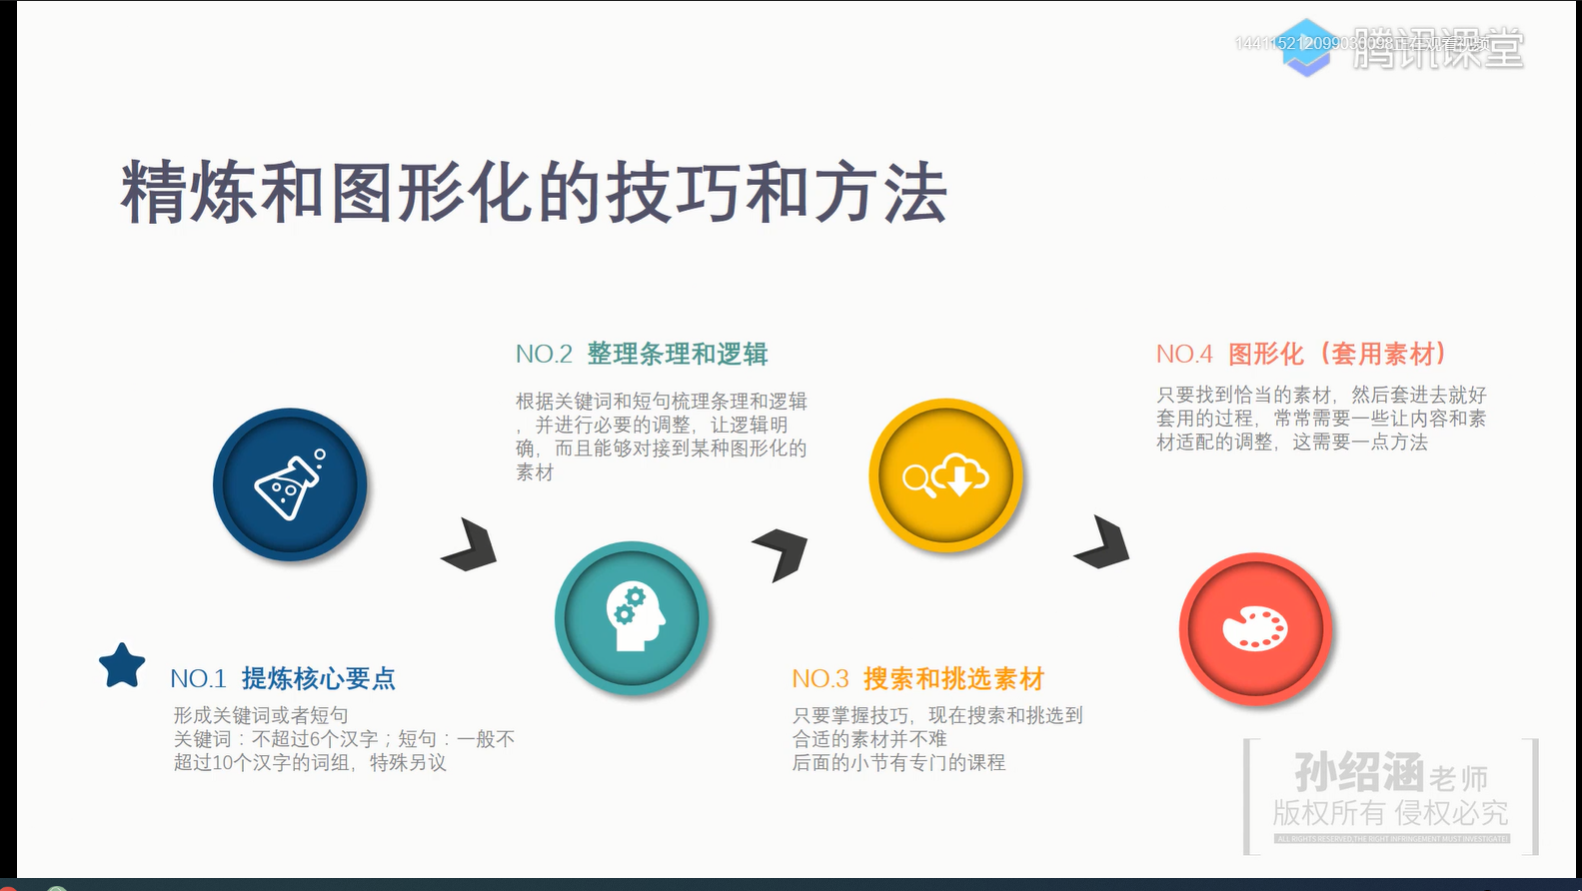 腾讯课堂
精炼和图形化的技巧和方法
NO.2 整理条理和逻辑
根据关键词和短句梳理条理和逻辑
，并进行必要的调整，让逻辑明
确，而且能够对接到某种图形化的
素材
NO.4 图形化（套用素材）
只要找到恰当的素材，然后套进去就好
套用的过程，常常需要一些让内容和素
材适配的调整，这需要一点方法
NO.1 提炼核心要点
形成关键词或者短句
关键词：不超过6个汉字；短句：一般不
超过10个汉字的词组，特殊另议
NO.3 搜索和挑选素材
只要掌握技巧，现在搜索和挑选到
合适的素材并不难
后面的小节有专门的课程
孙绍涵老师
版权所有 侵权必究
ALL RIGHTS RESERVED,THE RIGHT INFRINGEMENT MUST INVESTIGATE!